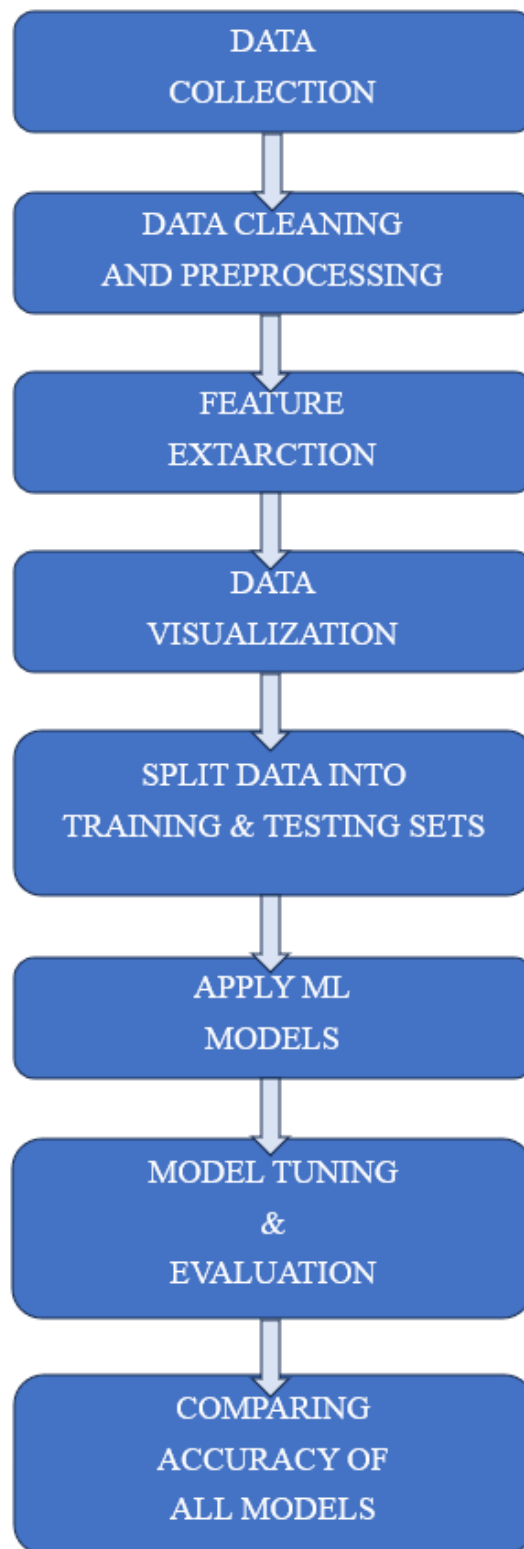 DATA
COLLECTION
DATA CLEANING
AND PREPROCESSING
FEATURE
EXTARCTION
DATA
VISUALIZATION
SPLIT DATA INTO
TRAINING & TESTING SETS
APPLY ML
MODELS
MODEL TUNING
&
EVALUATION
COMPARING
ACCURACY OF
ALL MODELS